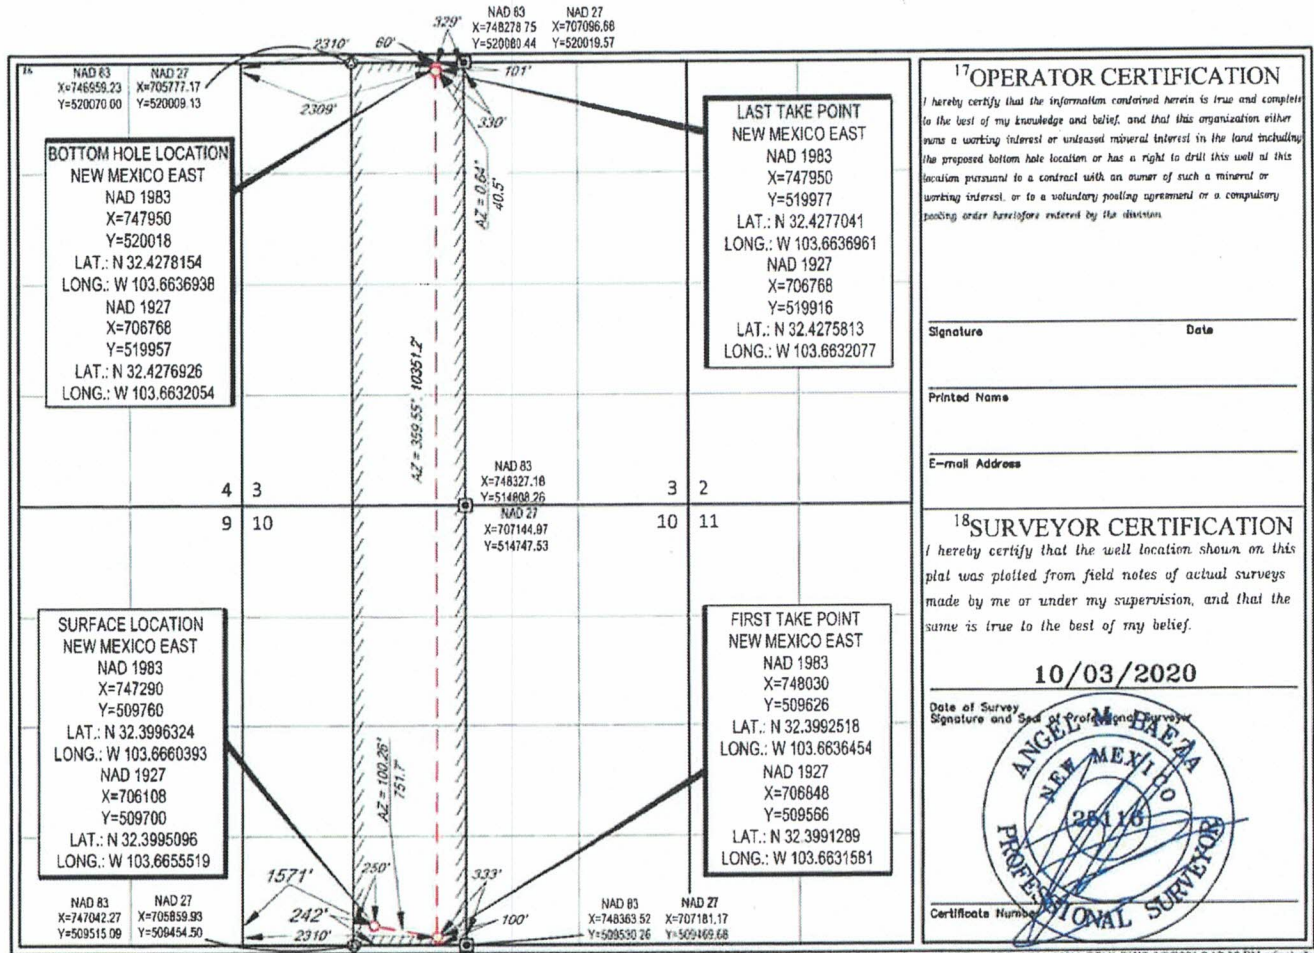 NAD 83
X=748278.75
Y=520080.44
NAD 27
X=707096.68
Y=520019.57
329'
2310'
60'
101'
16
NAD 83
X=746959.23
Y=520070.00
NAD 27
X=705777.17
Y=520009.13
2309'
330'
AZ = 0.64°
40.5'
BOTTOM HOLE LOCATION
NEW MEXICO EAST
NAD 1983
X=747950
Y=520018
LAT.: N 32.4278154
LONG.: W 103.6636938
NAD 1927
X=706768
Y=519957
LAT.: N 32.4276926
LONG.: W 103.6632054
LAST TAKE POINT
NEW MEXICO EAST
NAD 1983
X=747950
Y=519977
LAT.: N 32.4277041
LONG.: W 103.6636961
NAD 1927
X=706768
Y=519916
LAT.: N 32.4275813
LONG.: W 103.6632077
AZ = 359.55°, 10351.2'
NAD 83
X=748327.18
Y=514808.26
NAD 27
X=707144.97
Y=514747.53
4 3
9 10
3 2
10 11
SURFACE LOCATION
NEW MEXICO EAST
NAD 1983
X=747290
Y=509760
LAT.: N 32.3996324
LONG.: W 103.6660393
NAD 1927
X=706108
Y=509700
LAT.: N 32.3995096
LONG.: W 103.6655519
FIRST TAKE POINT
NEW MEXICO EAST
NAD 1983
X=748030
Y=509626
LAT.: N 32.3992518
LONG.: W 103.6636454
NAD 1927
X=706848
Y=509566
LAT.: N 32.3991289
LONG.: W 103.6631581
AZ = 100.26°
751.7'
1571'
250'
242'
2310'
333'
100'
NAD 83
X=747042.27
Y=509515.09
NAD 27
X=705859.93
Y=509454.50
NAD 83
X=748363.52
Y=509530.26
NAD 27
X=707181.17
Y=509469.68
17OPERATOR CERTIFICATION
I hereby certify that the information contained herein is true and complete
to the best of my knowledge and belief, and that this organization either
owns a working interest or unleased mineral interest in the land including
the proposed bottom hole location or has a right to drill this well at this
location pursuant to a contract with an owner of such a mineral or
working interest, or to a voluntary pooling agreement or a compulsory
pooling order heretofore entered by the division
Signature Date
Printed Name
E-mail Address
18SURVEYOR CERTIFICATION
I hereby certify that the well location shown on this
plat was plotted from field notes of actual surveys
made by me or under my supervision, and that the
same is true to the best of my belief.
10/03/2020
Date of Survey
Signature and Seal of Professional Surveyor
ANGEL M. BAEZA
NEW MEXICO
25116
PROFESSIONAL SURVEYOR
Certificate Number